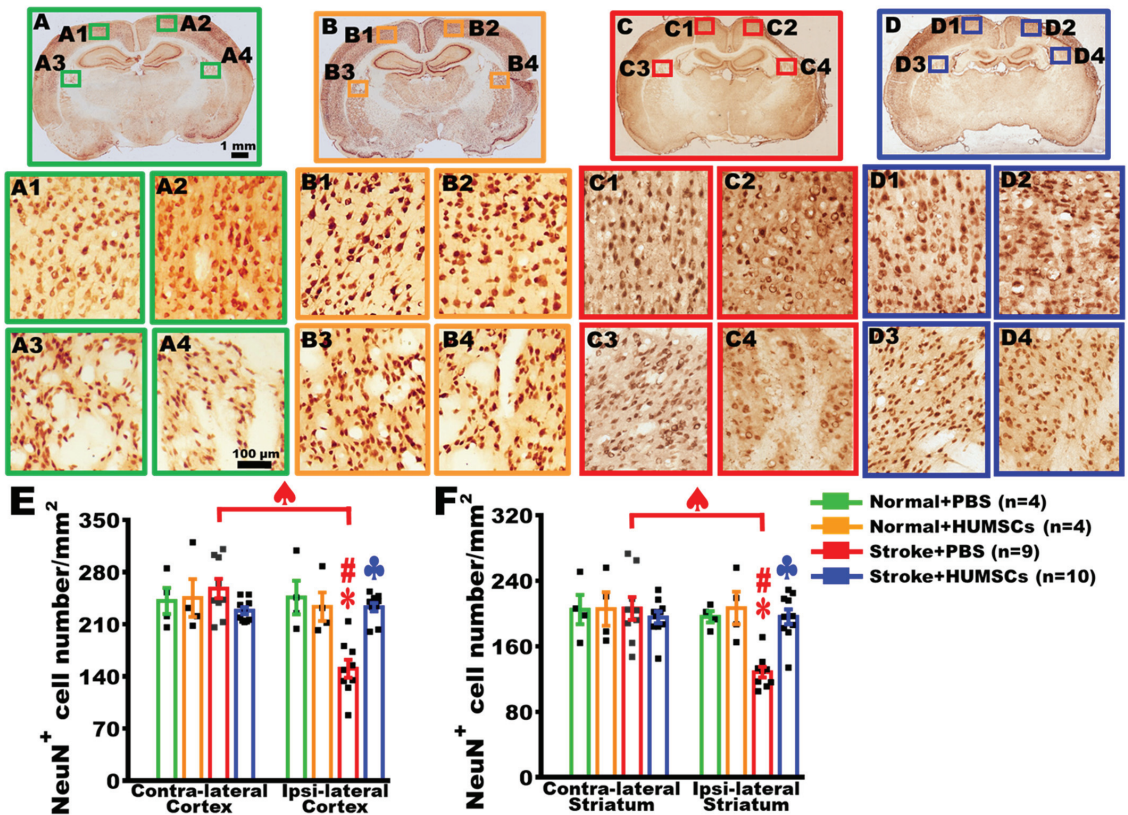 A A1 A2 A3 A4 1 mm
B B1 B2 B3 B4
C C1 C2 C3 C4
D D1 D2 D3 D4
A1 A2 B1 B2 C1 C2 D1 D2
A3 A4 B3 B4 C3 C4 D3 D4
100 µm
E
NeuN+ cell number/mm2
350
280
210
140
70
0
#
*
Contra-lateral Cortex
Ipsi-lateral Cortex
F
NeuN+ cell number/mm2
320
240
160
80
0
#
*
Contra-lateral Striatum
Ipsi-lateral Striatum
Normal+PBS (n=4)
Normal+HUMSCs (n=4)
Stroke+PBS (n=9)
Stroke+HUMSCs (n=10)